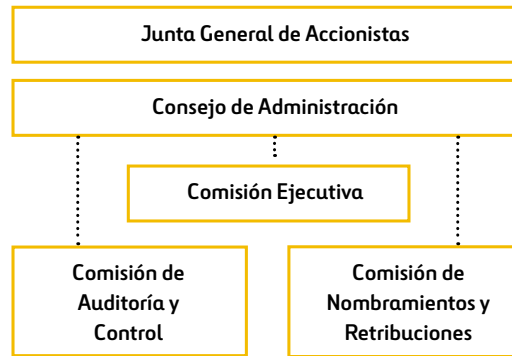 Junta General de Accionistas
Consejo de Administración
Comisión Ejecutiva
Comisión de
Auditoría y
Control
Comisión de
Nombramientos y
Retribuciones